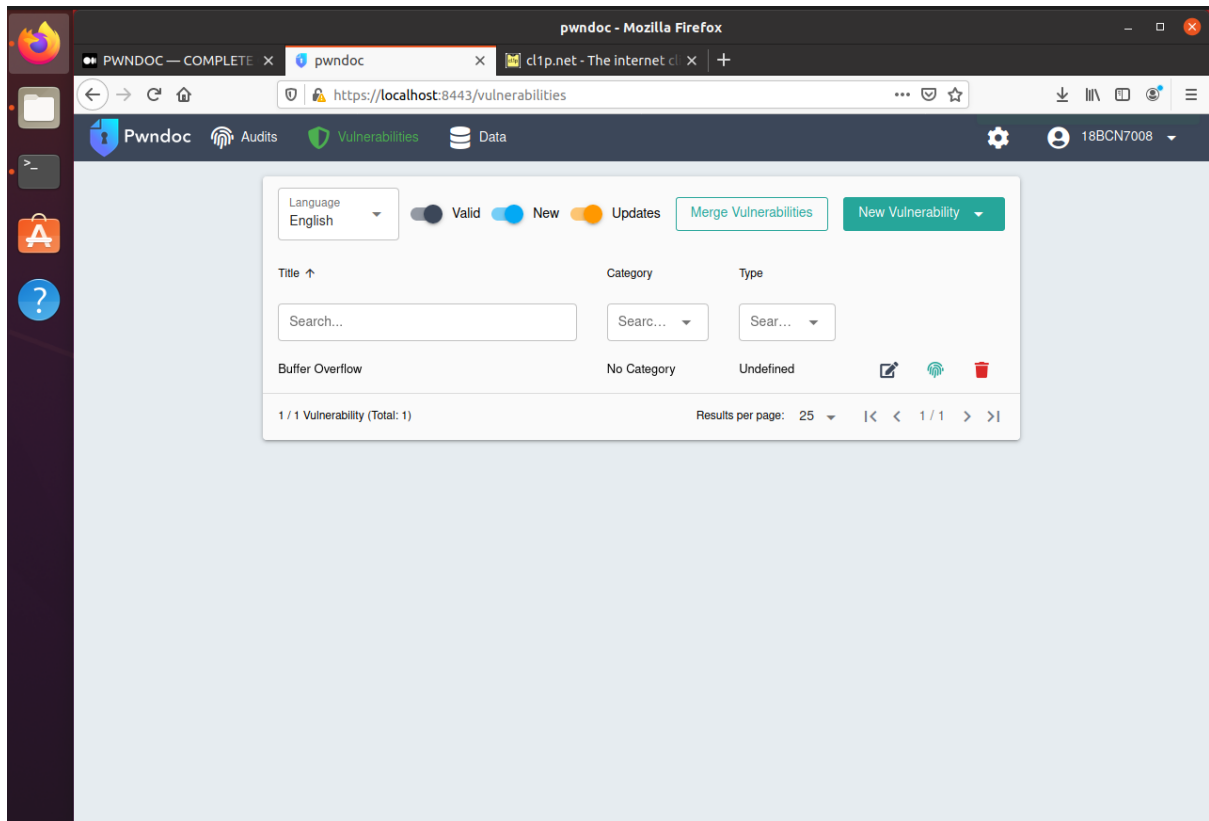 pwndoc - Mozilla Firefox
PWNDOC — COMPLETE
pwndoc
cl1p.net - The internet cl
https://localhost:8443/vulnerabilities
Pwndoc
Audits
Vulnerabilities
Data
18BCN7008
Language
English
Valid
New
Updates
Merge Vulnerabilities
New Vulnerability
Title
Category
Type
Search...
Searc...
Sear...
Buffer Overflow
No Category
Undefined
1 / 1 Vulnerability (Total: 1)
Results per page:
25
1 / 1